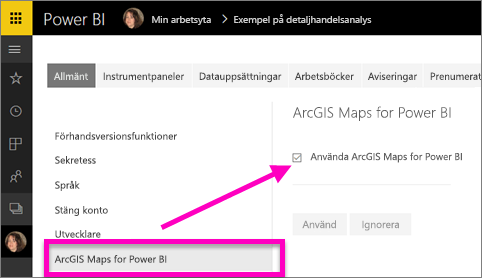 Power BI Min arbetsyta > Exempel på detaljhandelsanalys
Allmänt Instrumentpaneler Datauppsättningar Arbetsböcker Aviseringar Prenumerat
ArcGIS Maps for Power BI
Förhandsversionsfunktioner
Använda ArcGIS Maps for Power BI
Sekretess
Språk
Stäng konto
Utvecklare
Använd Ignorera
ArcGIS Maps for Power BI